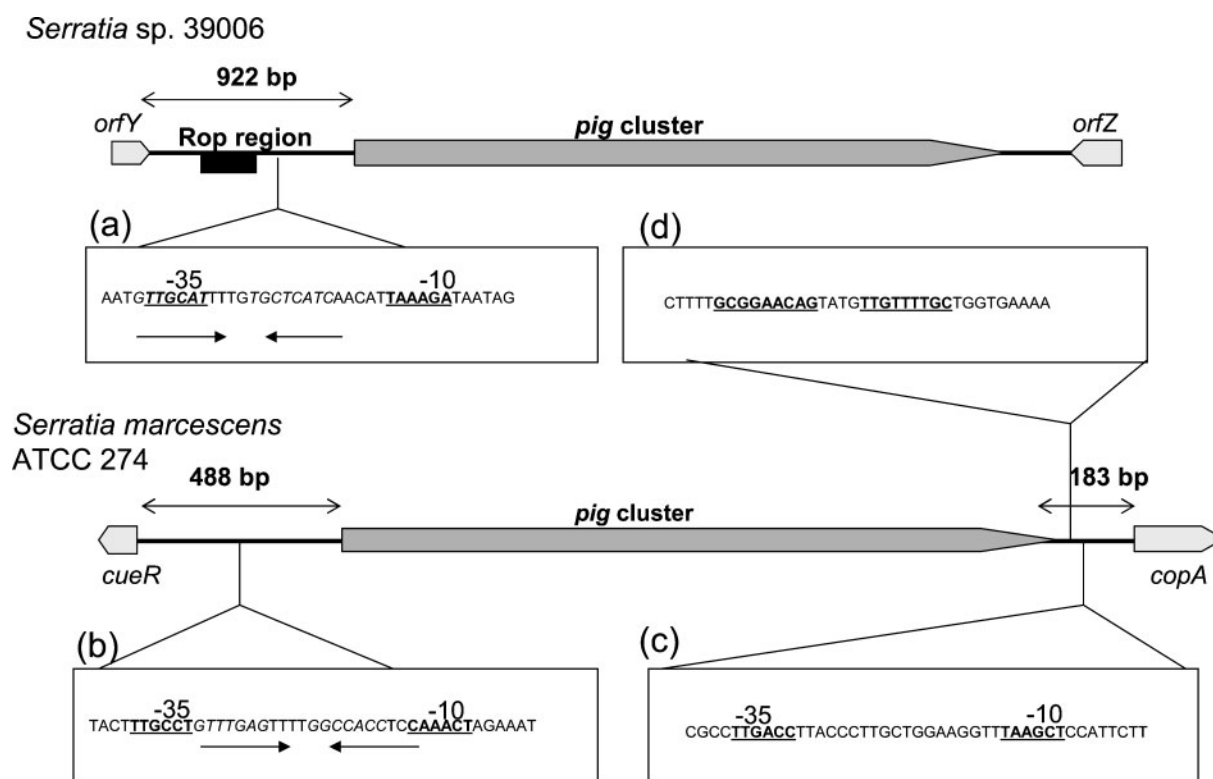 Serratia sp. 39006
922 bp
orfY
Rop region
pig cluster
orfZ
(a)
-35
-10
AATGTTGCATTTTGTGCTCATCAACATTAAAGATAATAG
(d)
CTTTTGCGGAACAGTATGTTGTTTTGCTGGTGAAAA
Serratia marcescens
ATCC 274
488 bp
183 bp
pig cluster
cueR
copA
(b)
-35
-10
TACTTTGCCTGTTTGAGTTTTGGCCACCTCCAAACTAGAAAT
(c)
-35
-10
CGCCTTGACCTTACCCTTGCTGGAAGGTTTAAGCTCCATTCTT